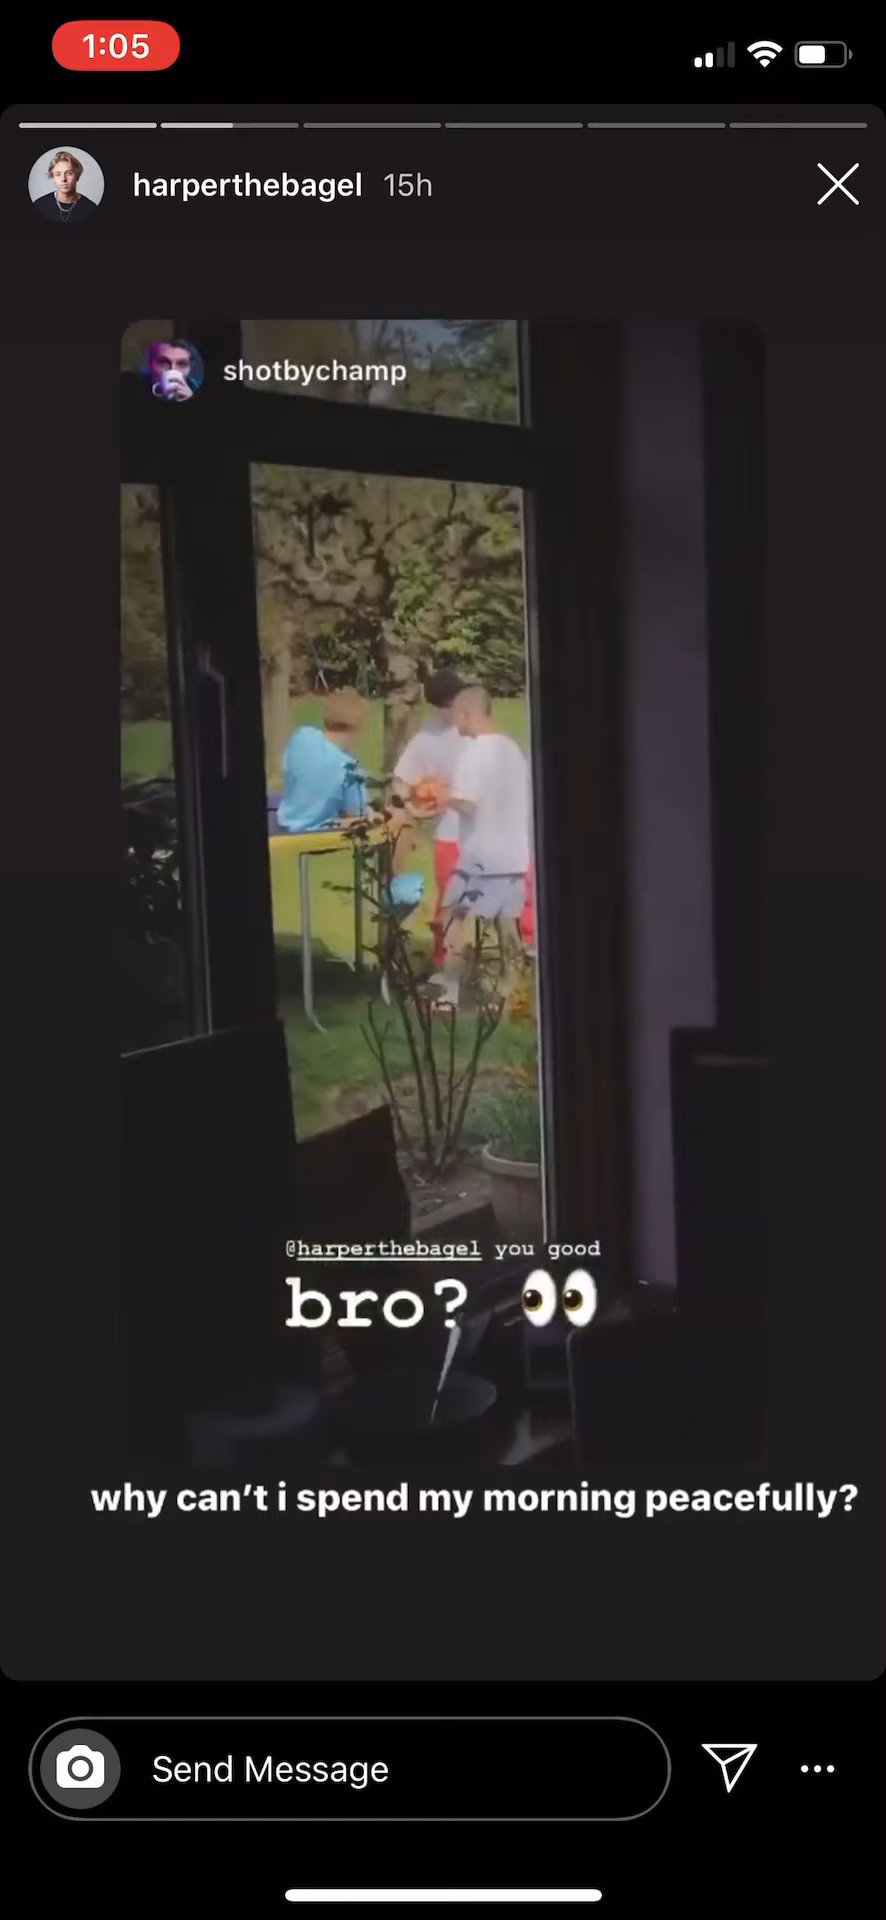 1:05
harperthebagel 15h
shotbychamp
@harperthebagel you good
bro? 👀
why can't i spend my morning peacefully?
Send Message